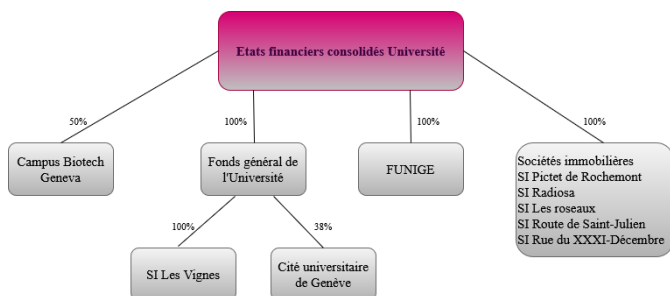 Etats financiers consolidés Université
50%
100%
100%
100%
Campus Biotech
Geneva
Fonds général de
l'Université
FUNIGE
Sociétés immobilières
SI Pictet de Rochemont
SI Radiosa
SI Les roseaux
SI Route de Saint-Julien
SI Rue du XXXI-Décembre
100%
38%
SI Les Vignes
Cité universitaire
de Genève